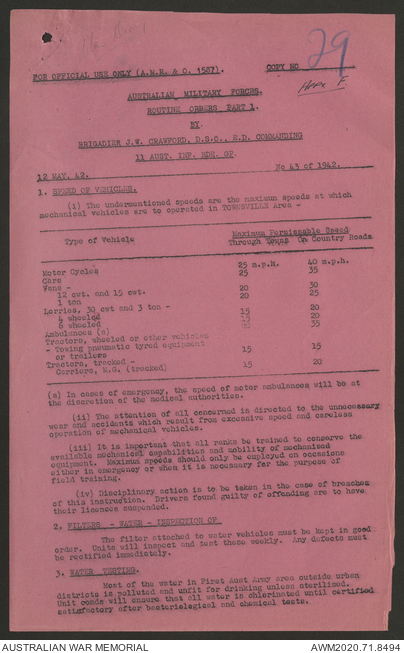 29
FOR OFFICIAL USE ONLY (A.M.R. & O. 1587). COPY NO
AUSTRALIAN MILITARY FORCES.
ROUTINE ORDERS PART 1.
BY
BRIGADIER J.W. CRAWFORD, D.S.O., E.D. COMMANDING
11 AUST. INF. BDE. GP.
12 MAY. 42. No 43 of 1942.
1. SPEED OF VEHICLES.
(i) The undermentioned speeds are the maximum speeds at which
mechanical vehicles are to operated in TOWNSVILLE Area -
Type of Vehicle Maximum Permissable Speed
Through Towns On Country Roads
Motor Cycles 25 m.p.h. 40 m.p.h.
Cars 25 35
Vans -
12 cwt. and 15 cwt. 20 30
1 ton 20 25
Lorries, 30 cwt and 3 ton -
4 wheeled 15 20
6 wheeled 20
Ambulances (a) 35
Tractors, wheeled or other vehicles
- Towing pneumatic tyred equipment
or trailers 15 15
Tractors, tracked -
Carriers, M.G. (tracked) 15 20
(a) In cases of emergency, the speed of motor ambulances will be at
the discretion of the medical authorities.
(ii) The attention of all concerned is directed to the unnecessary
wear and accidents which result from excessive speed and careless
operation of mechanical vehicles.
(iii) It is important that all ranks be trained to conserve the
available mechanical capabilities and mobility of mechanised
equipment. Maximum speeds should only be employed on occasions
either in emergency or when it is necessary for the purpose of
field training.
(iv) Disciplinary action is to be taken in the case of breaches
of this instruction. Drivers found guilty of offending are to have
their licences suspended.
2. FILTERS - WATER - INSPECTION OF
The filter attached to water vehicles must be kept in good
order. Units will inspect and test these weekly. Any defects must
be rectified immediately.
3. WATER TESTING.
Most of the water in First Aust Army area outside urban
districts is polluted and unfit for drinking unless sterilised.
Unit comds will ensure that all water is chlorinated until certified
satisfactory after bacteriological and chemical tests.
AUSTRALIAN WAR MEMORIAL AWM2020.71.8494